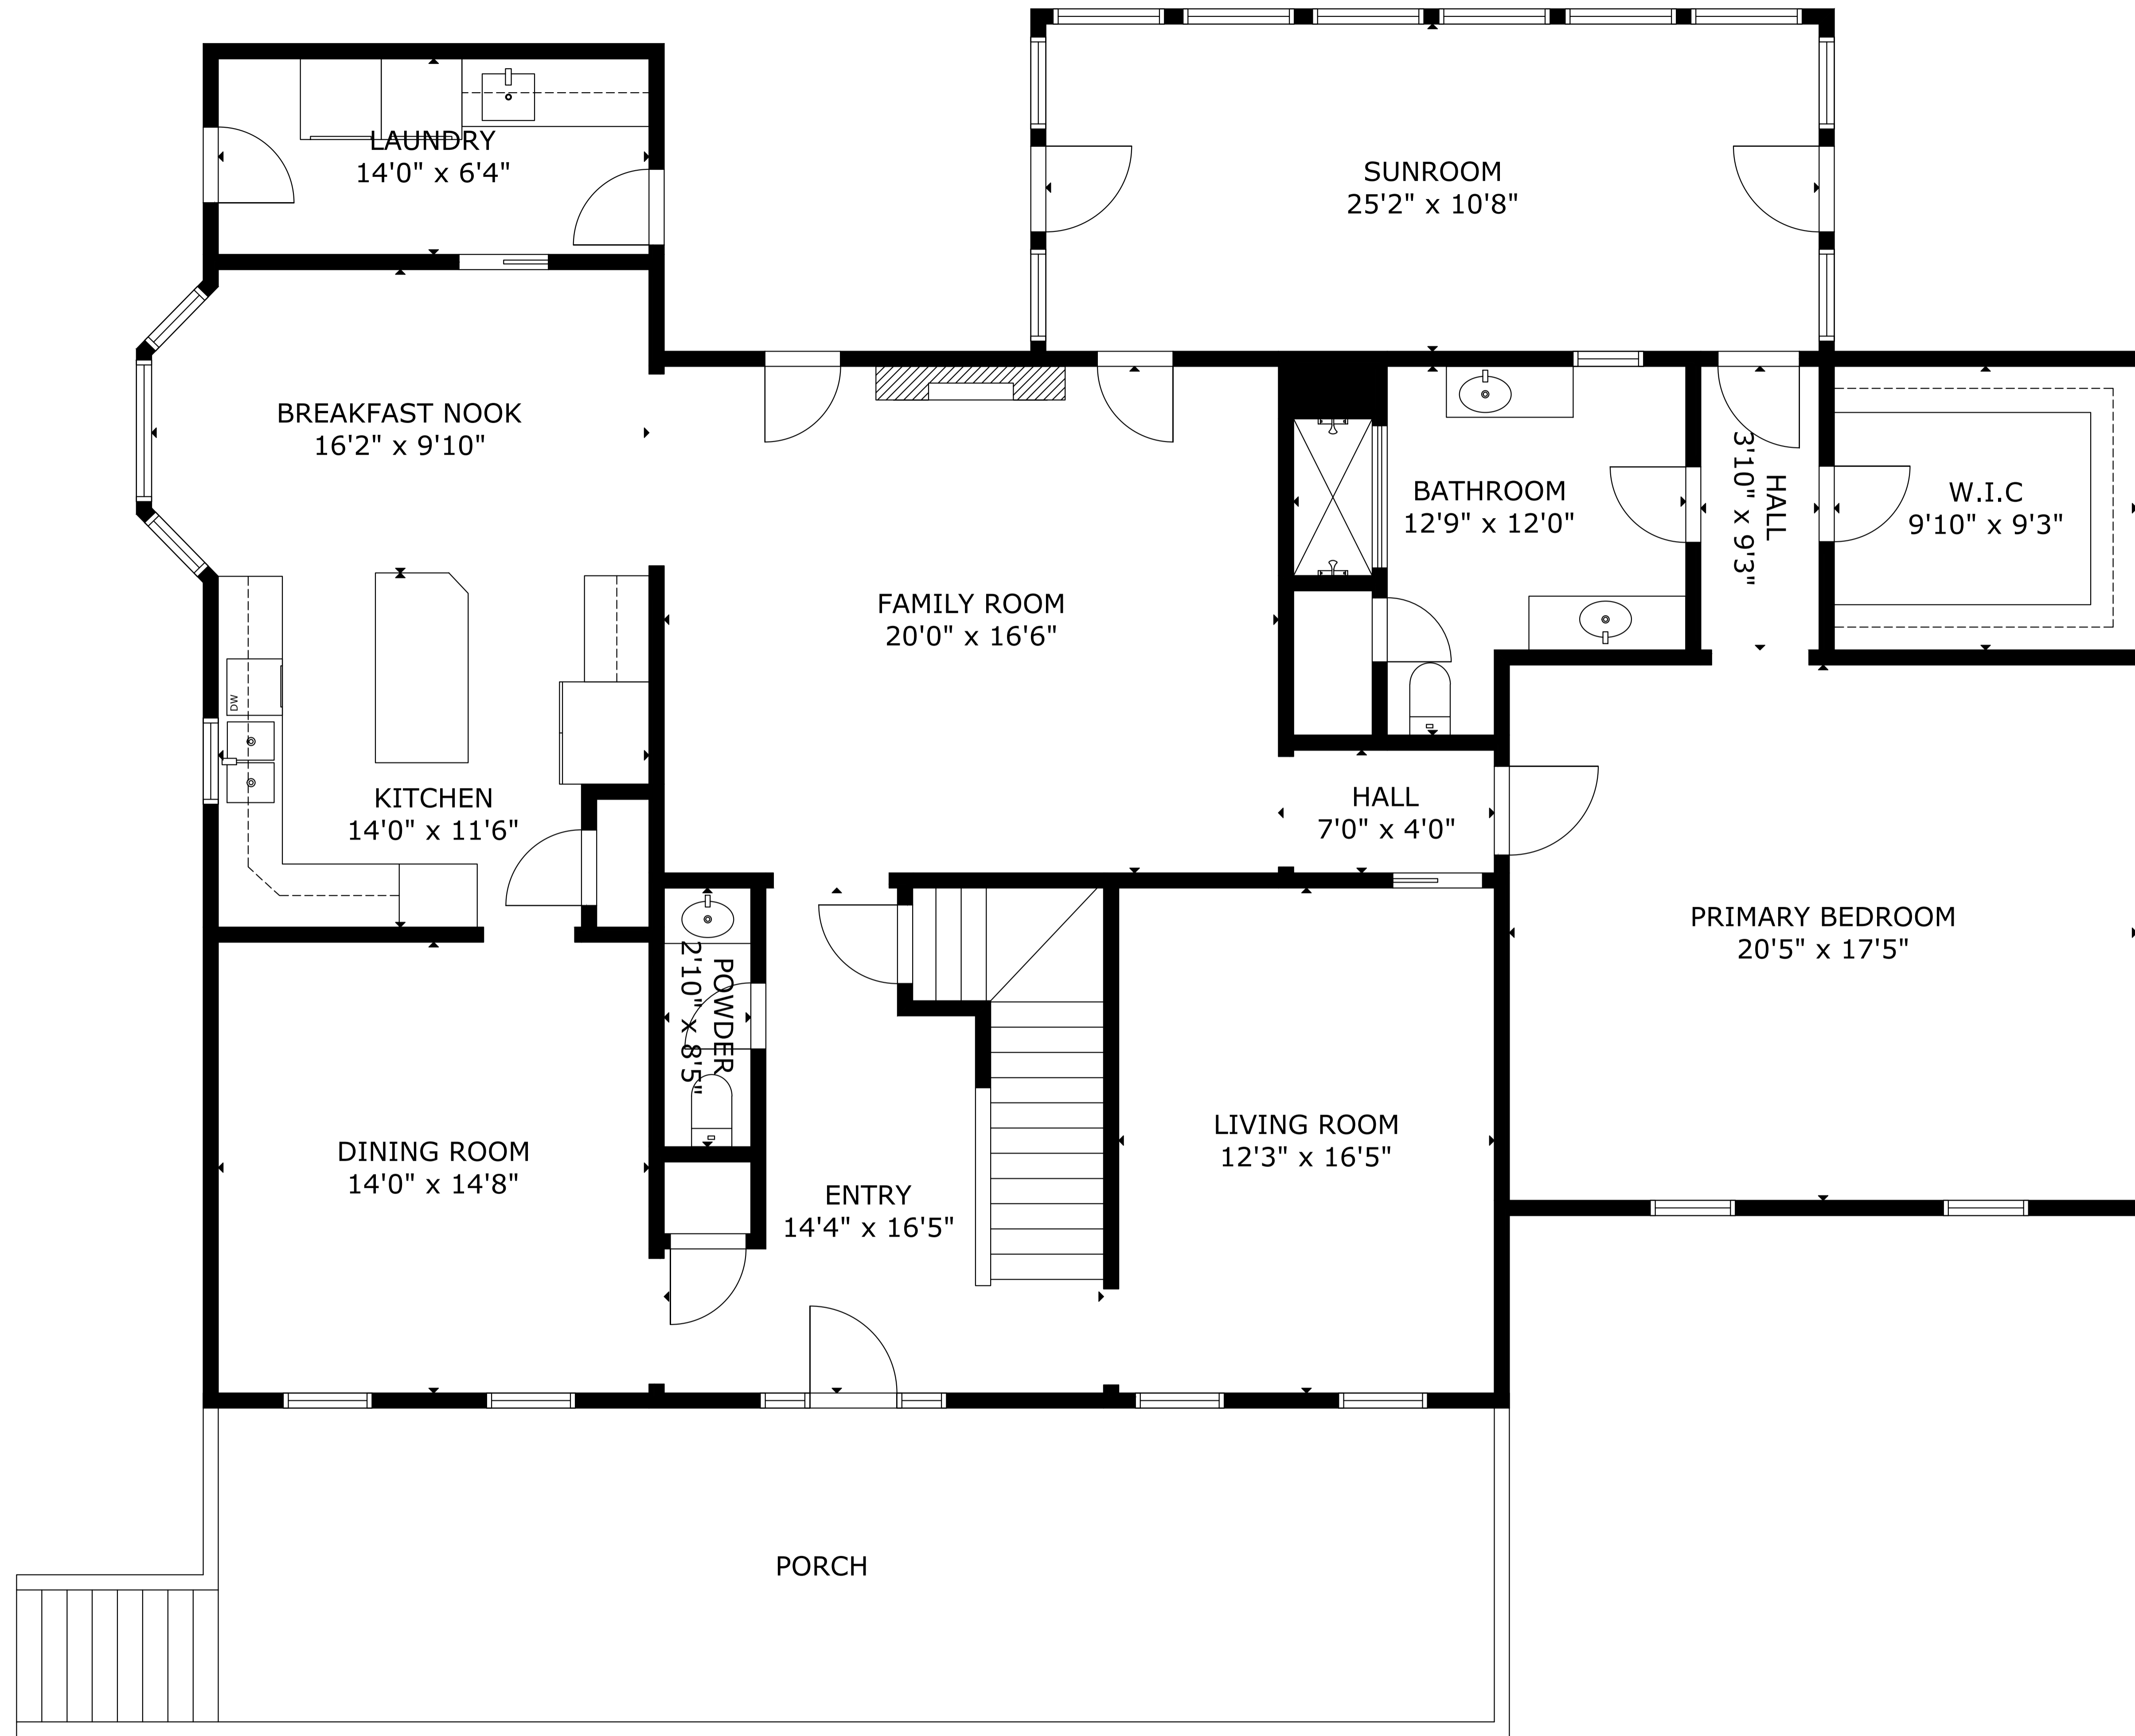 LAUNDRY
14'0" x 6'4"
SUNROOM
25'2" x 10'8"
BREAKFAST NOOK
16'2" x 9'10"
BATHROOM
12'9" x 12'0"
HALL
3'10" x 9'3"
W.I.C
9'10" x 9'3"
FAMILY ROOM
20'0" x 16'6"
DW
KITCHEN
14'0" x 11'6"
HALL
7'0" x 4'0"
PRIMARY BEDROOM
20'5" x 17'5"
POWDER
2'10" x 8'5"
DINING ROOM
14'0" x 14'8"
LIVING ROOM
12'3" x 16'5"
ENTRY
14'4" x 16'5"
PORCH